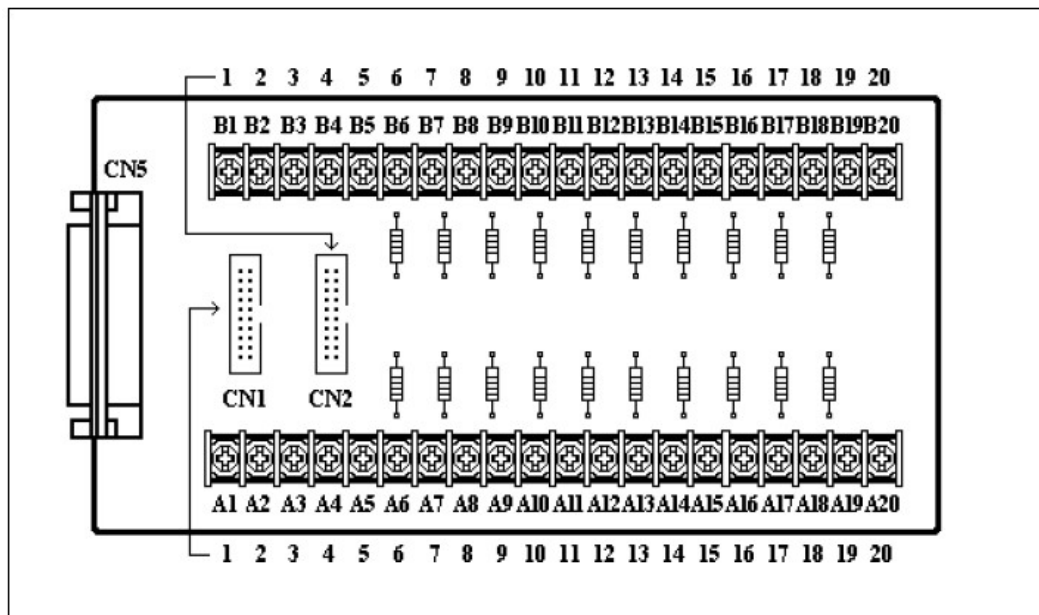 1 2 3 4 5 6 7 8 9 10 11 12 13 14 15 16 17 18 19 20
B1 B2 B3 B4 B5 B6 B7 B8 B9 B10 B11 B12 B13 B14 B15 B16 B17 B18 B19 B20
CN5
CN1 CN2
A1 A2 A3 A4 A5 A6 A7 A8 A9 A10 A11 A12 A13 A14 A15 A16 A17 A18 A19 A20
1 2 3 4 5 6 7 8 9 10 11 12 13 14 15 16 17 18 19 20